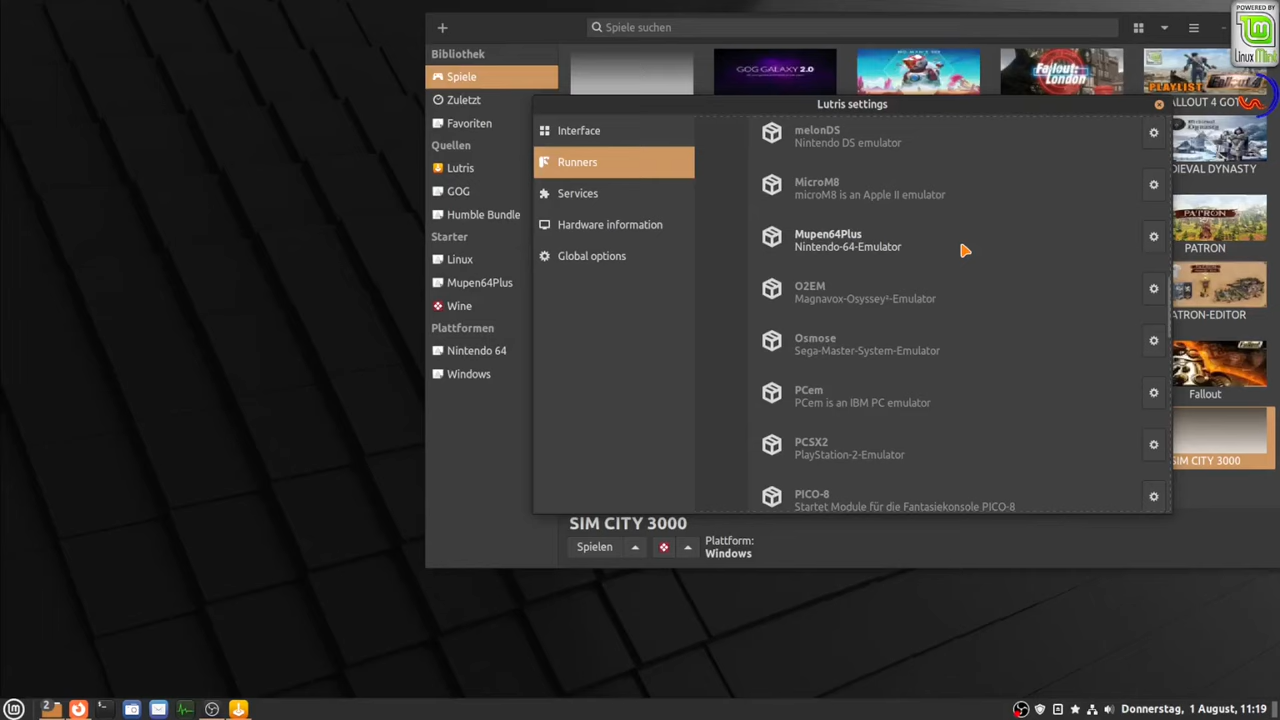 Spiele suchen
POWERED BY
Linux Mint
Bibliothek
Spiele
Zuletzt
Favoriten
Quellen
Lutris
GOG
Humble Bundle
Starter
Linux
Mupen64Plus
Wine
Plattformen
Nintendo 64
Windows
GOG GALAXY 2.0
Fallout:
LONDON
PLAYLIST
ALLOUT 4 GOT
EDIEVAL DYNASTY
PATRON
PATRON
ATRON-EDITOR
Fallout
SIM CITY 3000
Lutris settings
Interface
Runners
Services
Hardware information
Global options
melonDS
Nintendo DS emulator
MicroM8
microM8 is an Apple II emulator
Mupen64Plus
Nintendo-64-Emulator
O2EM
Magnavox-Osyssey²-Emulator
Osmose
Sega-Master-System-Emulator
PCem
PCem is an IBM PC emulator
PCSX2
PlayStation-2-Emulator
PICO-8
Startet Module für die Fantasiekonsole PICO-8
SIM CITY 3000
Spielen
Plattform:
Windows
2
Donnerstag, 1 August, 11:19